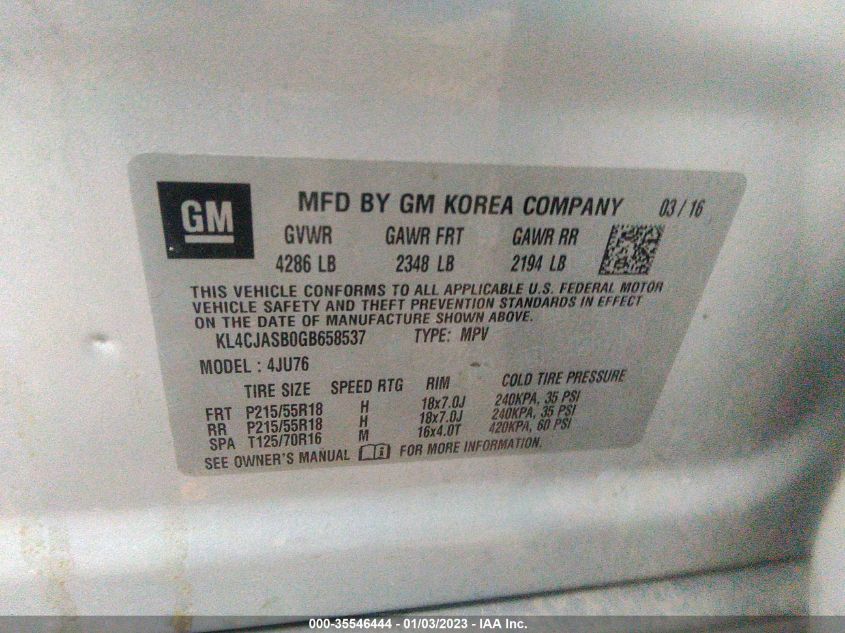 GM
MFD BY GM KOREA COMPANY 03/16
GVWR GAWR FRT GAWR RR
4286 LB 2348 LB 2194 LB
THIS VEHICLE CONFORMS TO ALL APPLICABLE U.S. FEDERAL MOTOR
VEHICLE SAFETY AND THEFT PREVENTION STANDARDS IN EFFECT
ON THE DATE OF MANUFACTURE SHOWN ABOVE.
KL4CJASB0GB658537 TYPE: MPV
MODEL : 4JU76
TIRE SIZE SPEED RTG RIM COLD TIRE PRESSURE
FRT P215/55R18 H 18x7.0J 240KPA, 35 PSI
RR P215/55R18 H 18x7.0J 240KPA, 35 PSI
SPA T125/70R16 M 16x4.0T 420KPA, 60 PSI
SEE OWNER'S MANUAL FOR MORE INFORMATION.
000-35546444 - 01/03/2023 - IAA Inc.